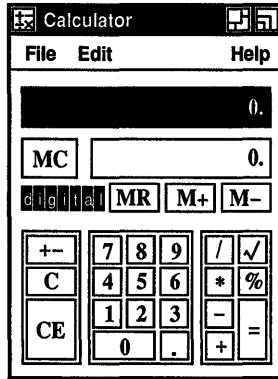 Calculator
File Edit Help
0.
MC 0.
digital MR M+ M−
+− 7 8 9 / √
C 4 5 6 * %
CE 1 2 3 − =
0 . +